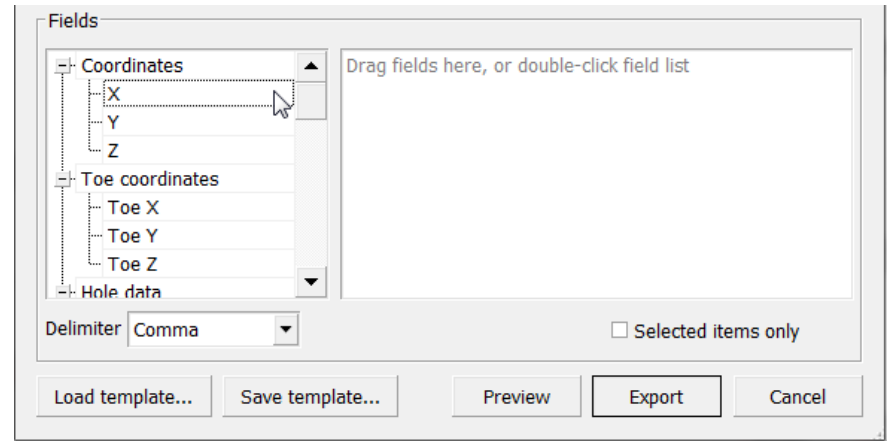 Fields
Coordinates
X
Y
Z
Toe coordinates
Toe X
Toe Y
Toe Z
Hole data
Drag fields here, or double-click field list
Delimiter Comma
Selected items only
Load template... Save template... Preview Export Cancel